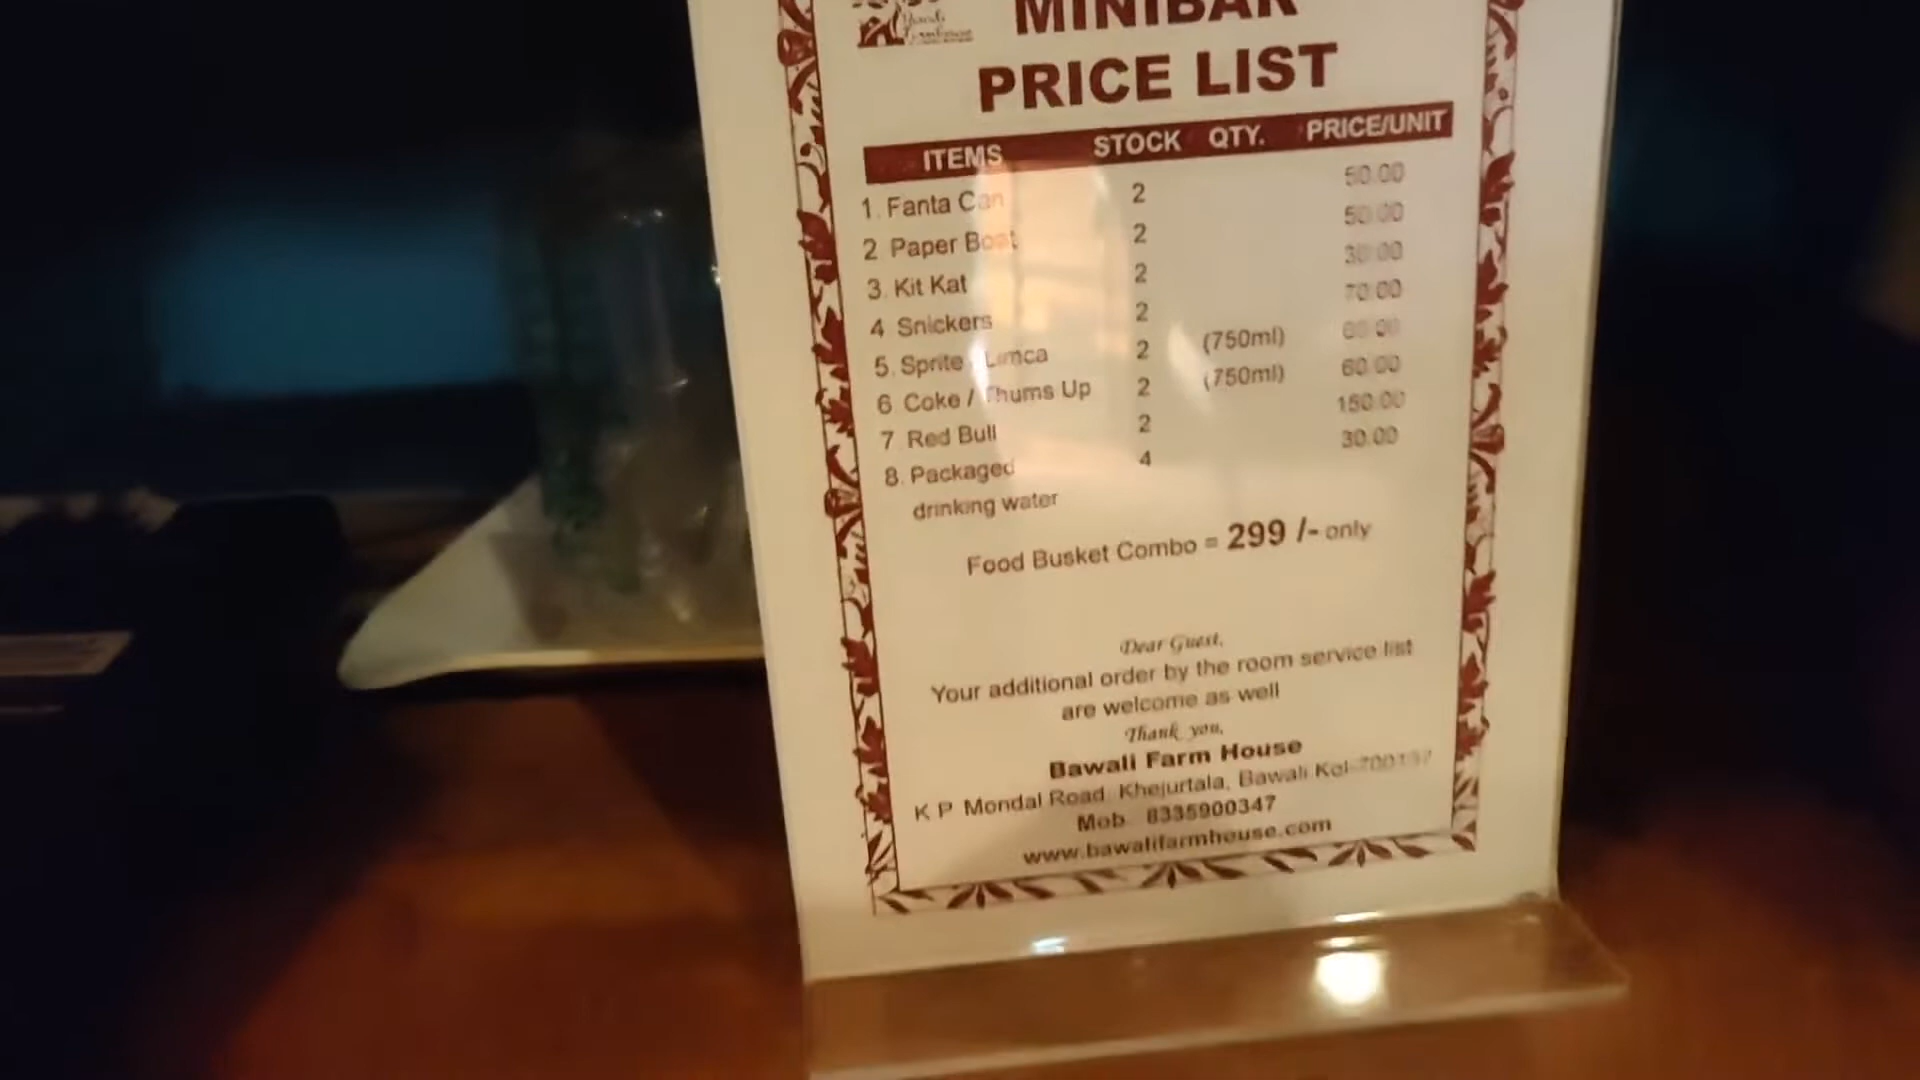 MINIBAR
PRICE LIST
ITEMS STOCK QTY. PRICE/UNIT
1. Fanta Can 2 50.00
2 Paper Boat 2 50.00
3. Kit Kat 2 30.00
4 Snickers 2 70.00
5. Sprite / Limca 2 (750ml) 60.00
6 Coke / Thums Up 2 (750ml) 60.00
7 Red Bull 2 150.00
8. Packaged 4 30.00
drinking water
Food Busket Combo = 299 /- only
Dear Guest,
Your additional order by the room service list
are welcome as well
Thank you,
Bawali Farm House
K P Mondal Road, Khejurtala, Bawali Kol-700137
Mob 8335900347
www.bawalifarmhouse.com